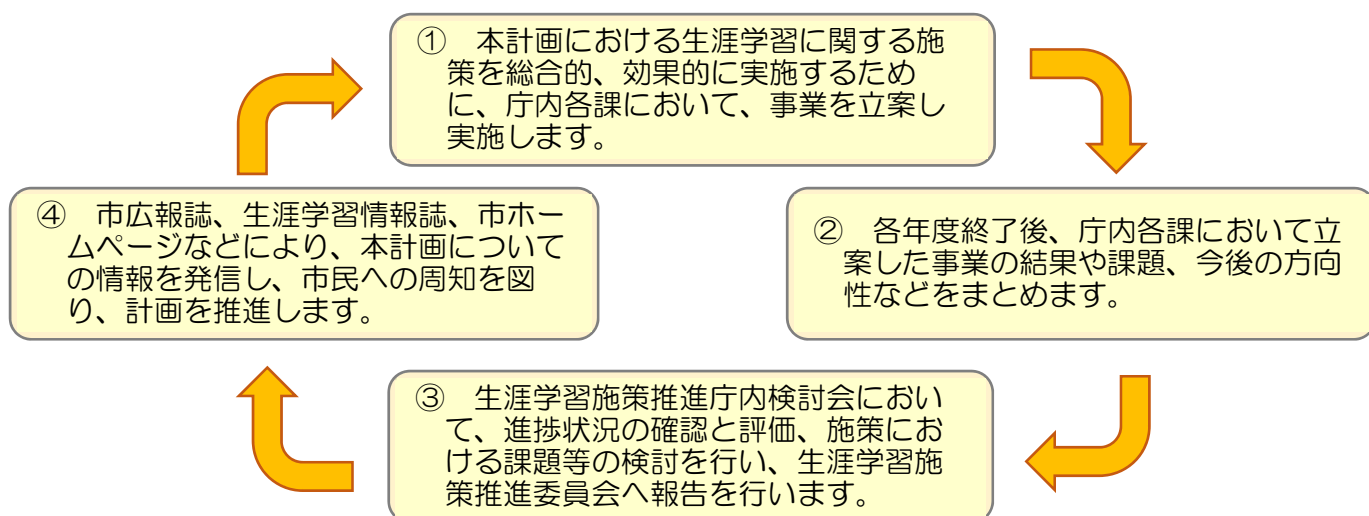 ① 本計画における生涯学習に関する施
策を総合的、効果的に実施するため
に、庁内各課において、事業を立案し
実施します。
② 各年度終了後、庁内各課において立
案した事業の結果や課題、今後の方向
性などをまとめます。
③ 生涯学習施策推進庁内検討会におい
て、進捗状況の確認と評価、施策にお
ける課題等の検討を行い、生涯学習施
策推進委員会へ報告を行います。
④ 市広報誌、生涯学習情報誌、市ホー
ムページなどにより、本計画について
の情報を発信し、市民への周知を図
り、計画を推進します。